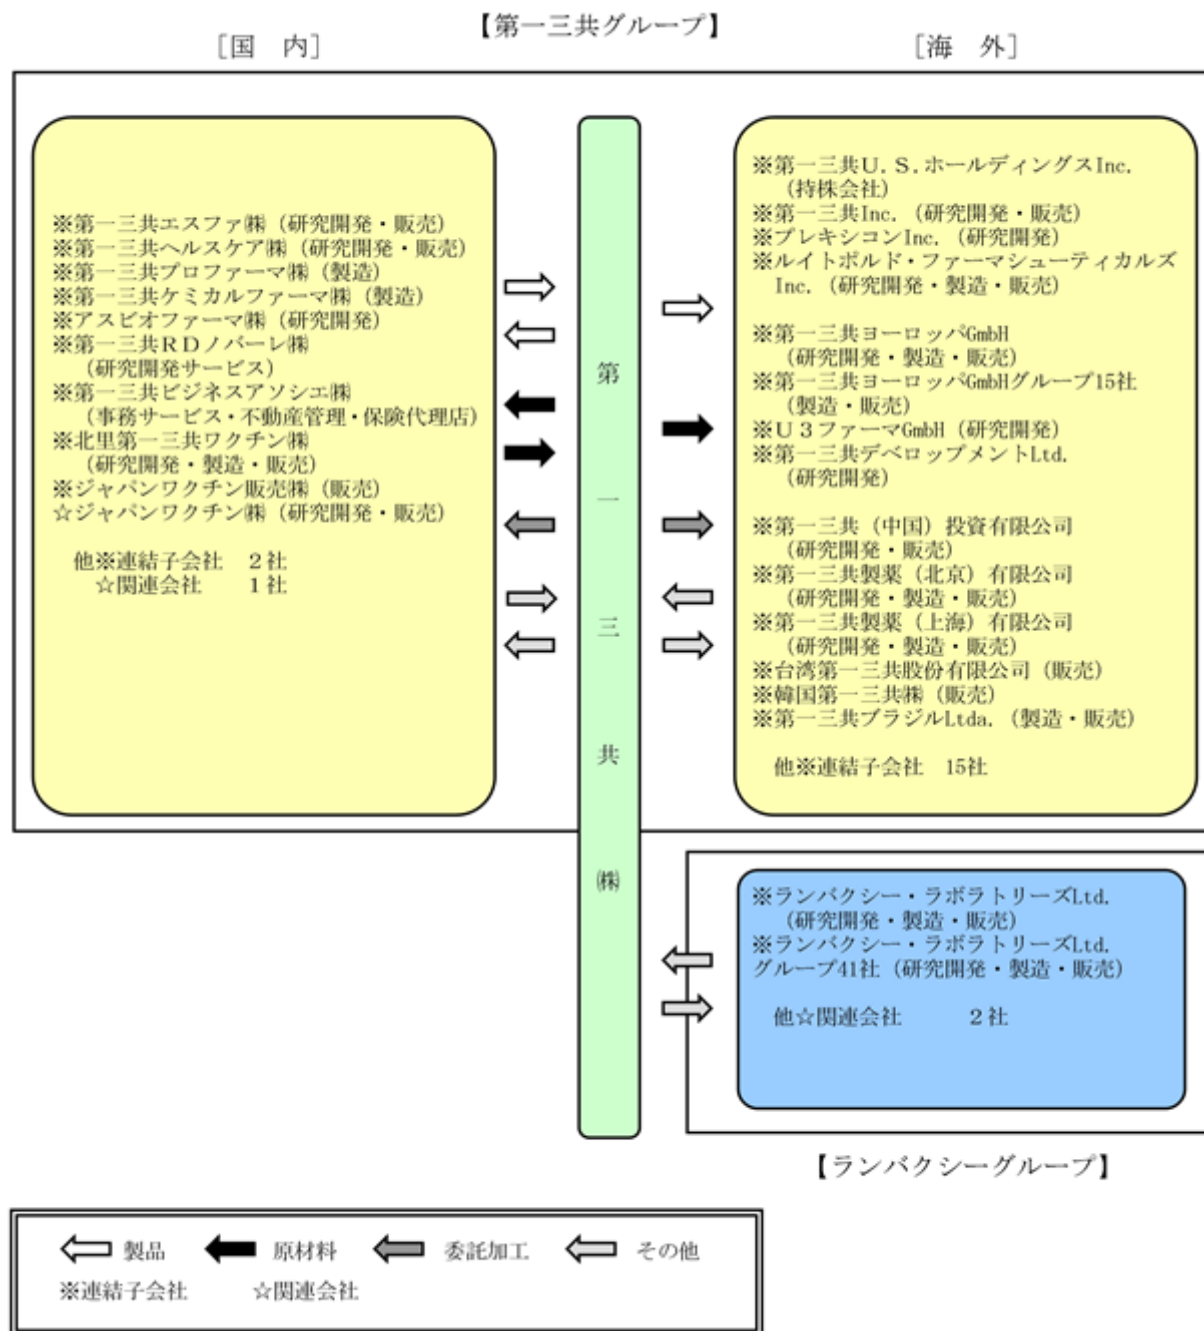 【第一三共グループ】
［国　内］
［海　外］
※第一三共エスファ㈱（研究開発・販売）
※第一三共ヘルスケア㈱（研究開発・販売）
※第一三共プロファーマ㈱（製造）
※第一三共ケミカルファーマ㈱（製造）
※アスビオファーマ㈱（研究開発）
※第一三共ＲＤノバーレ㈱
（研究開発サービス）
※第一三共ビジネスアソシエ㈱
（事務サービス・不動産管理・保険代理店）
※北里第一三共ワクチン㈱
（研究開発・製造・販売）
※ジャパンワクチン販売㈱（販売）
☆ジャパンワクチン㈱（研究開発・販売）
他※連結子会社　２社
☆関連会社　　１社
第一三共㈱
※第一三共Ｕ．Ｓ．ホールディングスInc.
（持株会社）
※第一三共Inc.（研究開発・販売）
※プレキシコンInc.（研究開発）
※ルイトポルド・ファーマシューティカルズ
Inc.（研究開発・製造・販売）
※第一三共ヨーロッパGmbH
（研究開発・製造・販売）
※第一三共ヨーロッパGmbHグループ15社
（製造・販売）
※Ｕ３ファーマGmbH（研究開発）
※第一三共デベロップメントLtd.
（研究開発）
※第一三共（中国）投資有限公司
（研究開発・販売）
※第一三共製薬（北京）有限公司
（研究開発・製造・販売）
※第一三共製薬（上海）有限公司
（研究開発・製造・販売）
※台湾第一三共股份有限公司（販売）
※韓国第一三共㈱（販売）
※第一三共ブラジルLtda.（製造・販売）
他※連結子会社　15社
※ランバクシー・ラボラトリーズLtd.
（研究開発・製造・販売）
※ランバクシー・ラボラトリーズLtd.
グループ41社（研究開発・製造・販売）
他☆関連会社　　　２社
【ランバクシーグループ】
製品　原材料　委託加工　その他
※連結子会社　☆関連会社